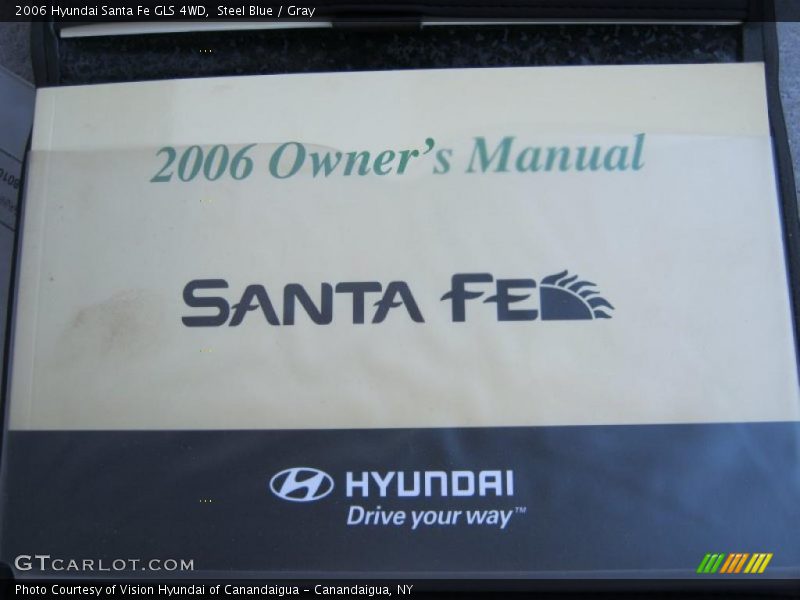 2006 Hyundai Santa Fe GLS 4WD,  Steel Blue / Gray
2006 Owner's Manual
SANTA FE
HYUNDAI
Drive your way™
GTCARLOT.COM
Photo Courtesy of Vision Hyundai of Canandaigua - Canandaigua, NY